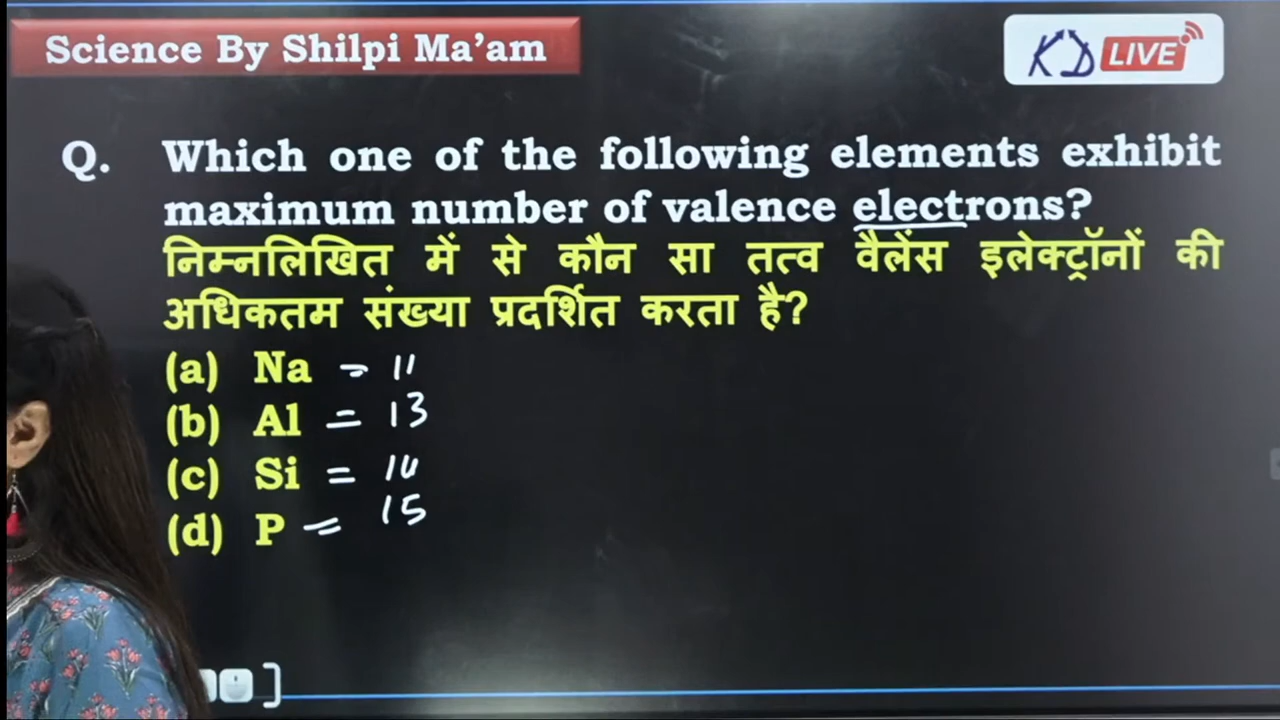 Science By Shilpi Ma'am
KD LIVE
Q. Which one of the following elements exhibit
maximum number of valence electrons?
निम्नलिखित में से कौन सा तत्व वैलेंस इलेक्ट्रॉनों की
अधिकतम संख्या प्रदर्शित करता है?
(a) Na = 11
(b) Al = 13
(c) Si = 14
(d) P = 15